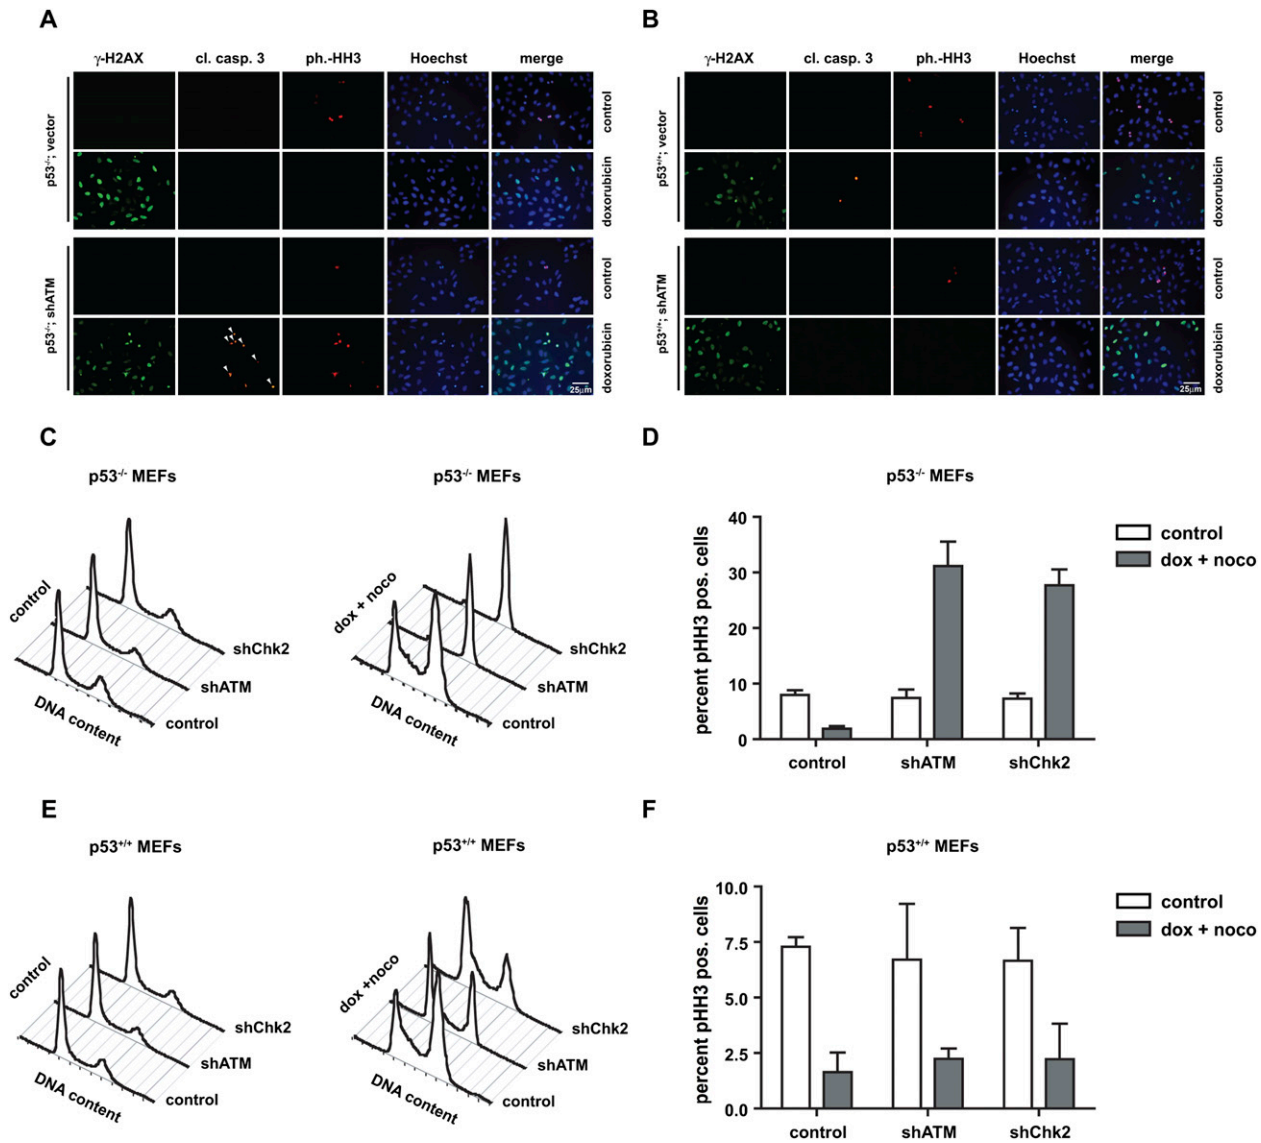 A
γ-H2AX cl. casp. 3 ph.-HH3 Hoechst merge
p53-/-; vector
control
doxorubicin
p53-/-; shATM
control
doxorubicin
25μm
B
γ-H2AX cl. casp. 3 ph.-HH3 Hoechst merge
p53+/+; vector
control
doxorubicin
p53+/+; shATM
control
doxorubicin
25μm
C
p53-/- MEFs
control
shChk2
shATM
control
DNA content
p53-/- MEFs
dox + noco
shChk2
shATM
control
DNA content
D
p53-/- MEFs
percent pHH3 pos. cells
40
30
20
10
0
control shATM shChk2
control
dox + noco
E
p53+/+ MEFs
control
shChk2
shATM
control
DNA content
p53+/+ MEFs
dox +noco
shChk2
shATM
control
DNA content
F
p53+/+ MEFs
percent pHH3 pos. cells
10.0
7.5
5.0
2.5
0.0
control shATM shChk2
control
dox + noco